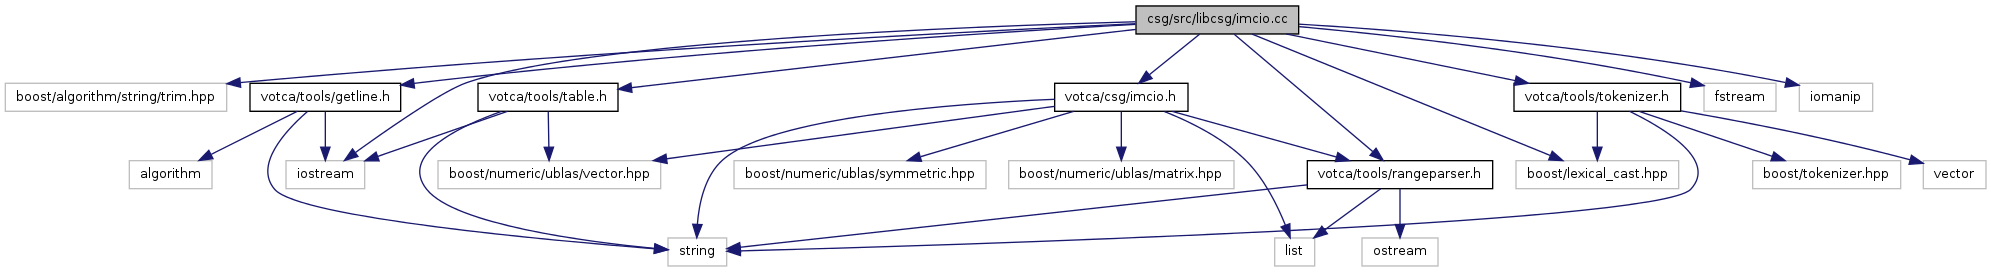 csg/src/libcsg/imcio.cc
boost/algorithm/string/trim.hpp
votca/tools/getline.h
votca/tools/table.h
votca/csg/imcio.h
votca/tools/tokenizer.h
fstream
iomanip
algorithm
iostream
boost/numeric/ublas/vector.hpp
boost/numeric/ublas/symmetric.hpp
boost/numeric/ublas/matrix.hpp
votca/tools/rangeparser.h
boost/lexical_cast.hpp
boost/tokenizer.hpp
vector
string
list
ostream